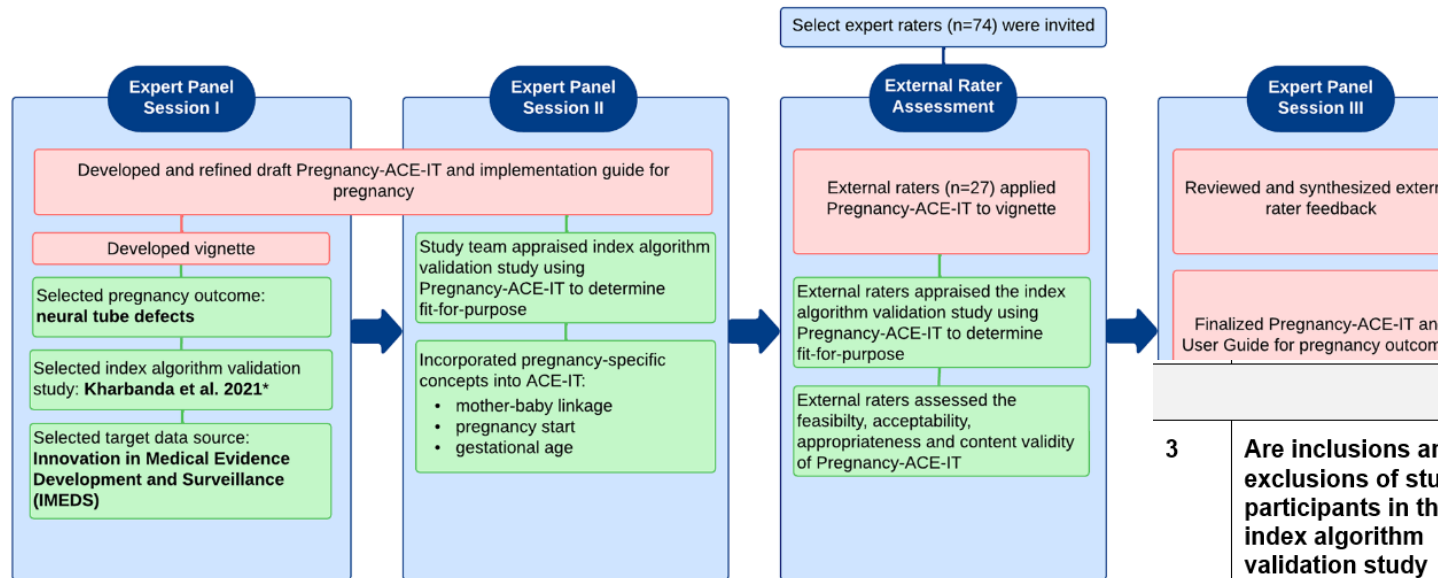 Select expert raters (n=74) were invited
Expert Panel
Session I
Expert Panel
Session II
External Rater
Assessment
Expert Panel
Session III
Developed and refined draft Pregnancy-ACE-IT and implementation guide for
pregnancy
Developed vignette
Selected pregnancy outcome:
neural tube defects
Selected index algorithm validation
study: Kharbanda et al. 2021*
Selected target data source:
Innovation in Medical Evidence
Development and Surveillance
(IMEDS)
Study team appraised index algorithm
validation study using
Pregnancy-ACE-IT to determine
fit-for-purpose
Incorporated pregnancy-specific
concepts into ACE-IT:
• mother-baby linkage
• pregnancy start
• gestational age
External raters (n=27) applied
Pregnancy-ACE-IT to vignette
External raters appraised the index
algorithm validation study using
Pregnancy-ACE-IT to determine
fit-for-purpose
External raters assessed the
feasibilty, acceptability,
appropriateness and content validity
of Pregnancy-ACE-IT
Reviewed and synthesized
rater feedback
Finalized Pregnancy-ACE-IT
User Guide for pregnancy
3
Are inclusions
exclusions of
participants in
index algorithm
validation study